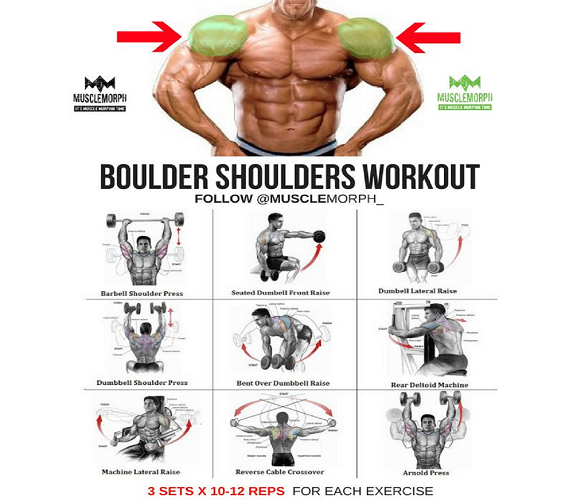 MUSCLEMORPH
IT'S MUSCLE MORPHIN TIME
MUSCLEMORPH
IT'S MUSCLE MORPHIN TIME
BOULDER SHOULDERS WORKOUT
FOLLOW @MUSCLEMORPH_
Barbell Shoulder Press
Seated Dumbell Front Raise
Dumbell Lateral Raise
Dumbbell Shoulder Press
Bent Over Dumbbell Raise
Rear Deltoid Machine
Machine Lateral Raise
Reverse Cable Crossover
Arnold Press
3 SETS X 10-12 REPS FOR EACH EXERCISE